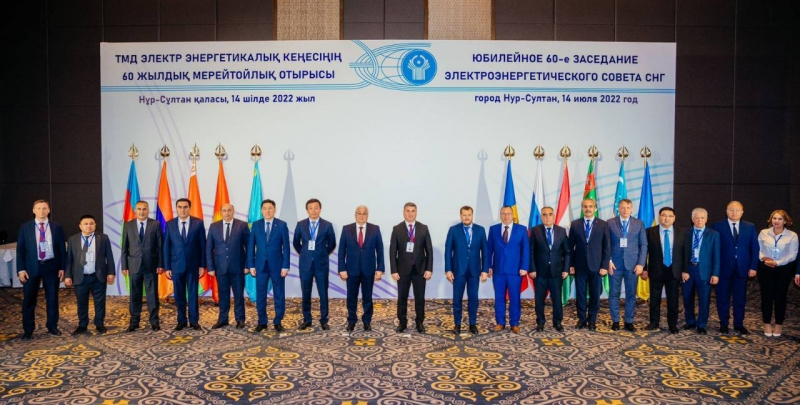 ТМД ЭЛЕКТР ЭНЕРГЕТИКАЛЫҚ КЕҢЕСІНІҢ
60 ЖЫЛДЫҚ МЕРЕЙТОЙЛЫҚ ОТЫРЫСЫ
Нұр-Сұлтан қаласы, 14 шілде 2022 жыл
ЮБИЛЕЙНОЕ 60-е ЗАСЕДАНИЕ
ЭЛЕКТРОЭНЕРГЕТИЧЕСКОГО СОВЕТА СНГ
город Нур-Султан, 14 июля 2022 год